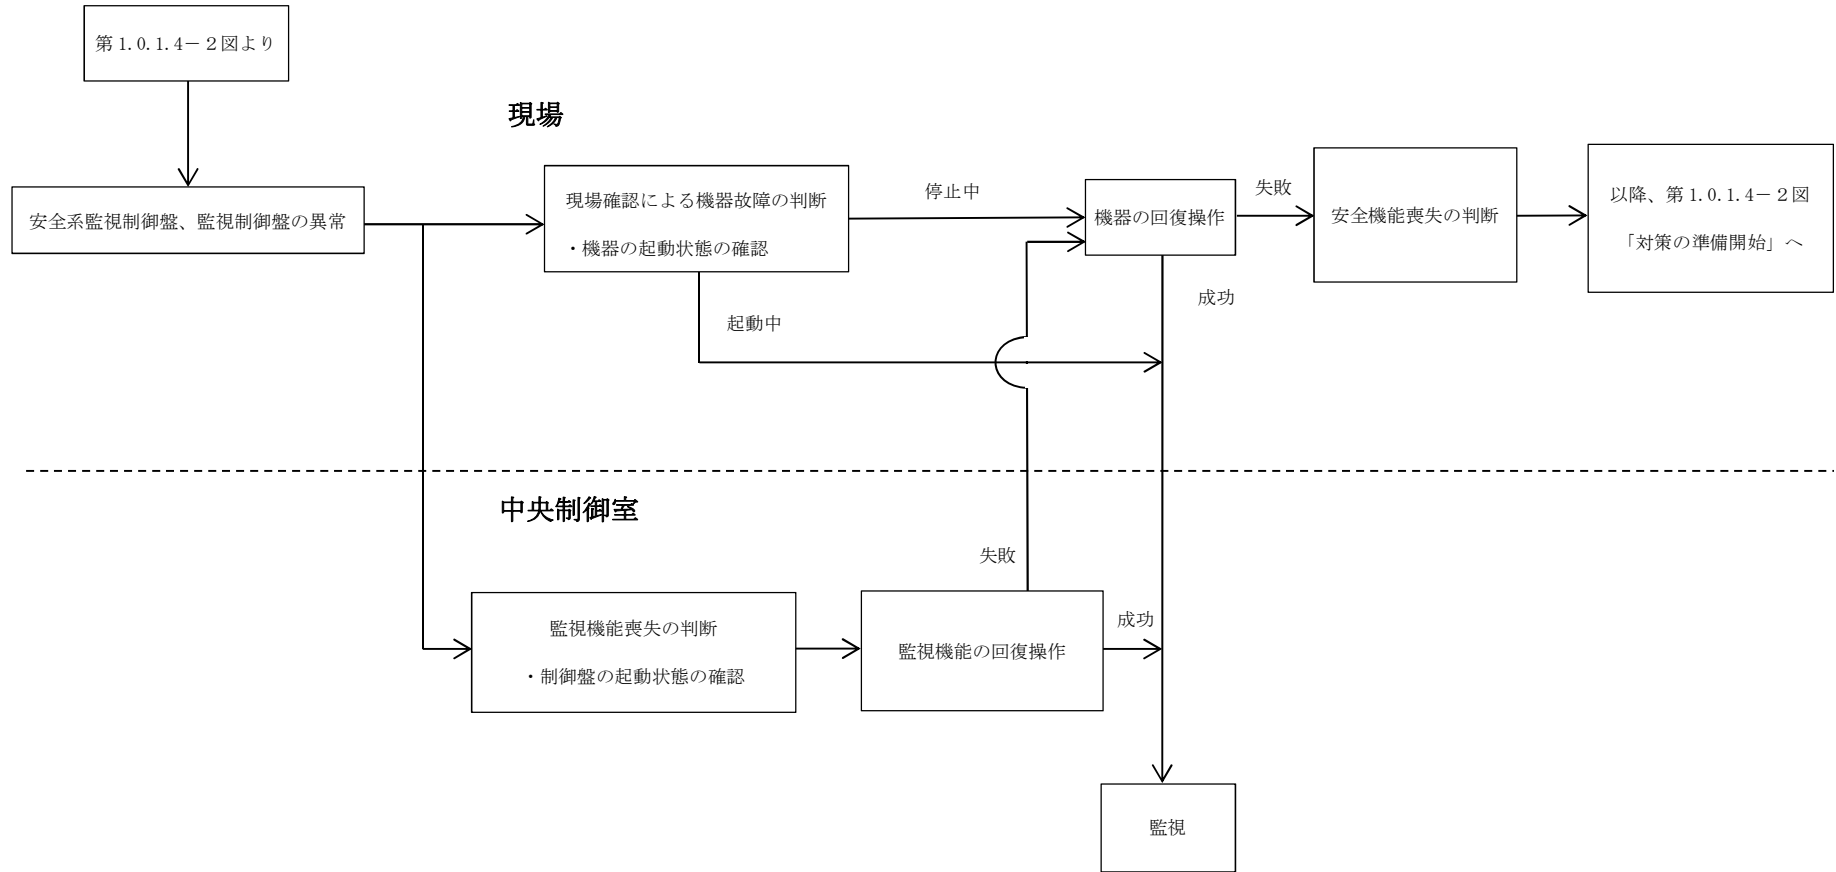 第1.0.1.4－２図より
現場
安全系監視制御盤、監視制御盤の異常
現場確認による機器故障の判断
・機器の起動状態の確認
停止中
機器の回復操作
失敗
安全機能喪失の判断
以降、第1.0.1.4－２図
「対策の準備開始」へ
成功
起動中
中央制御室
失敗
監視機能喪失の判断
・制御盤の起動状態の確認
監視機能の回復操作
成功
監視